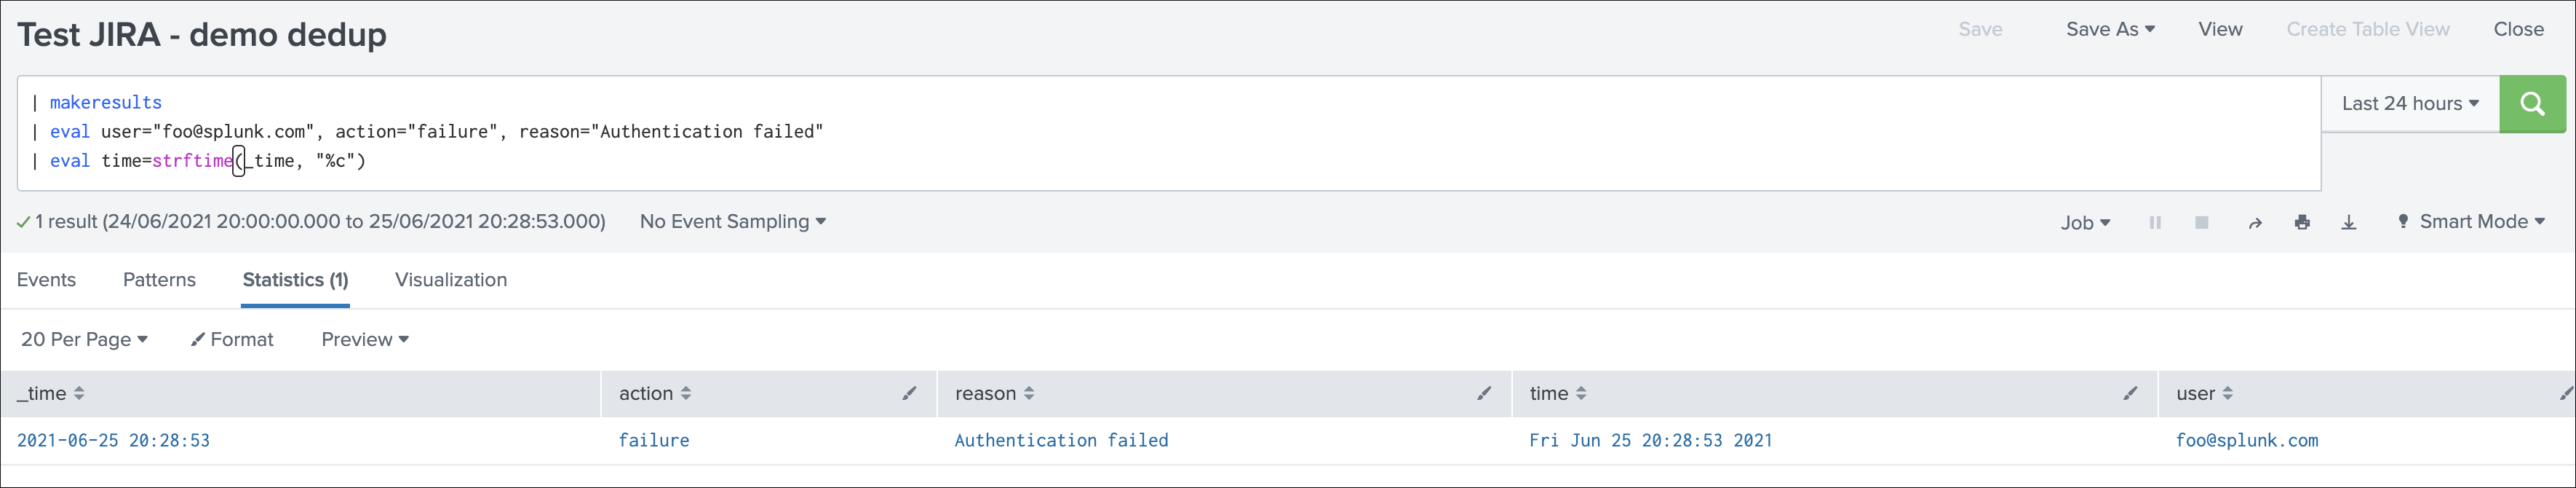 Test JIRA - demo dedup
Save Save As View Create Table View Close
| makeresults
| eval user="foo@splunk.com", action="failure", reason="Authentication failed"
| eval time=strftime(_time, "%c")
Last 24 hours
1 result (24/06/2021 20:00:00.000 to 25/06/2021 20:28:53.000) No Event Sampling Job Smart Mode
Events Patterns Statistics (1) Visualization
20 Per Page Format Preview
_time action reason time user
2021-06-25 20:28:53 failure Authentication failed Fri Jun 25 20:28:53 2021 foo@splunk.com